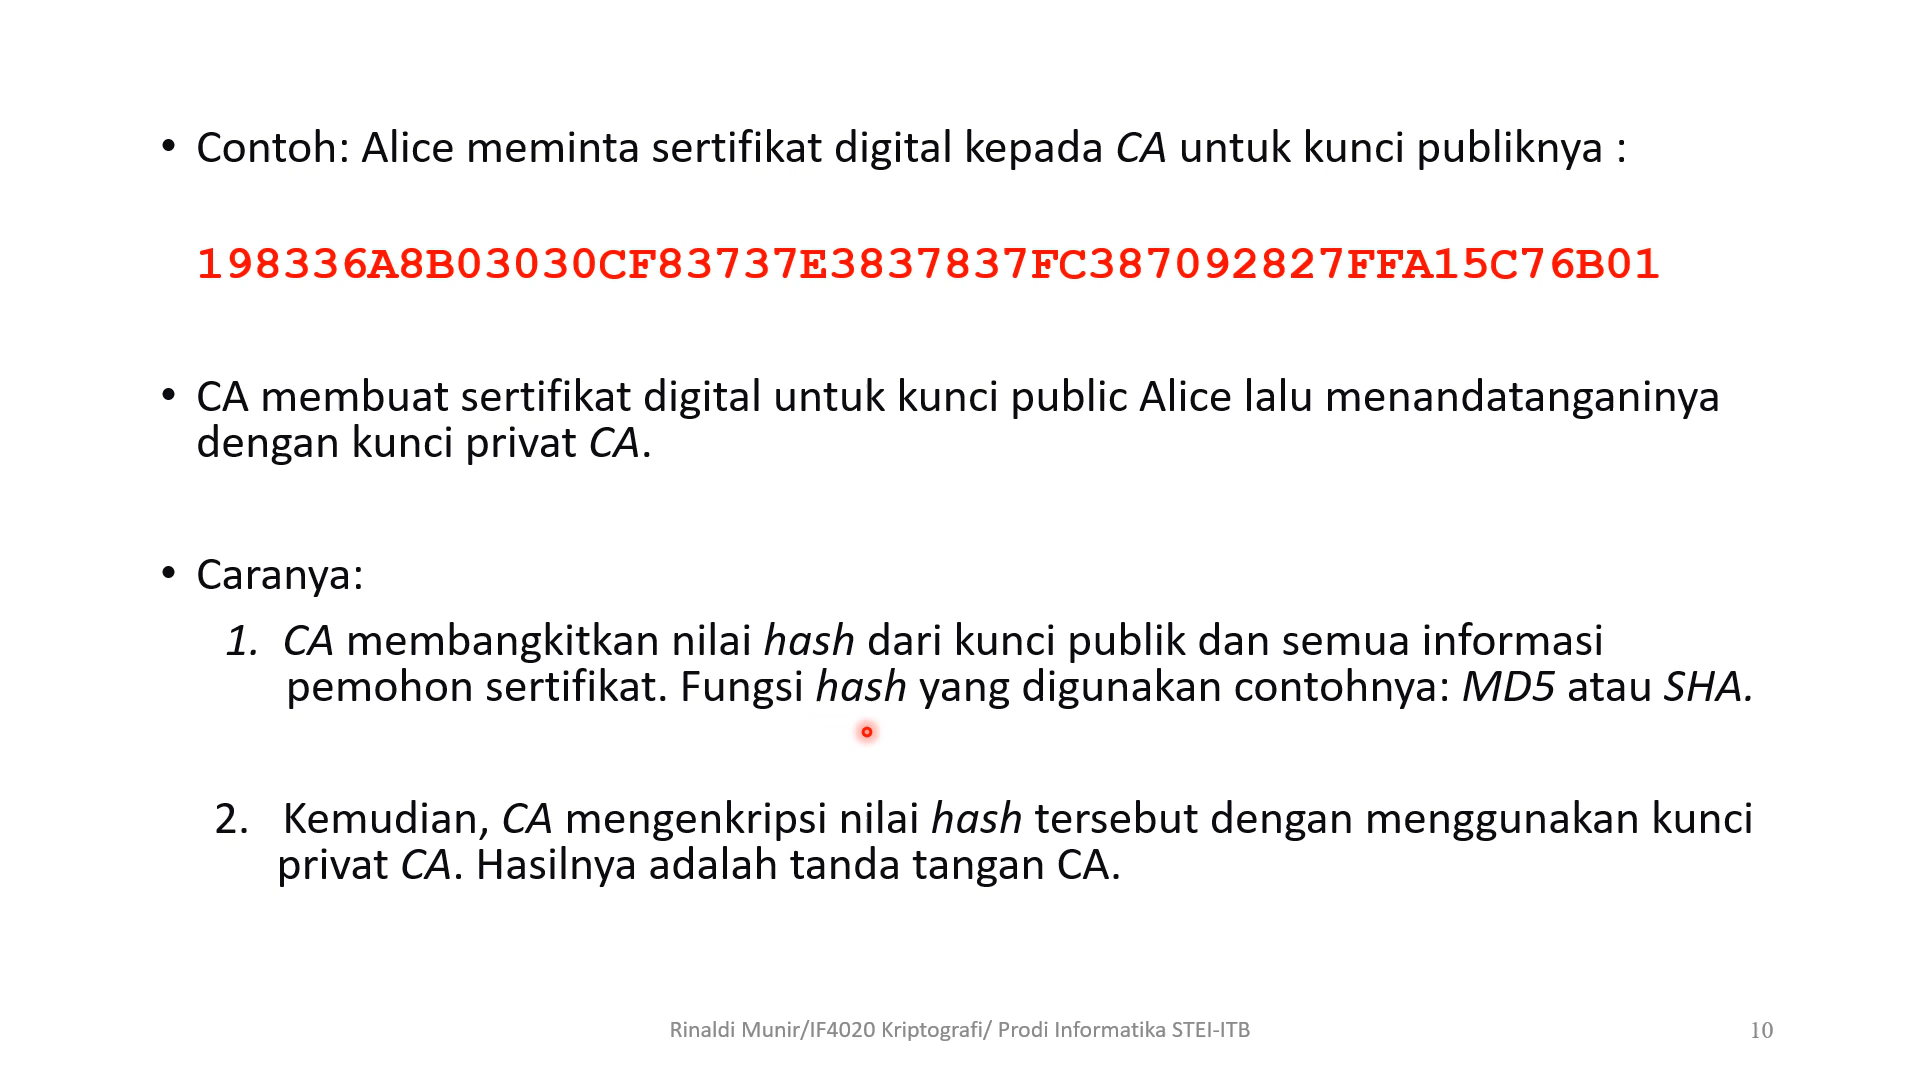 • Contoh: Alice meminta sertifikat digital kepada CA untuk kunci publiknya :
198336A8B03030CF83737E3837837FC387092827FFA15C76B01
• CA membuat sertifikat digital untuk kunci public Alice lalu menandatanganinya
dengan kunci privat CA.
• Caranya:
1. CA membangkitkan nilai hash dari kunci publik dan semua informasi
pemohon sertifikat. Fungsi hash yang digunakan contohnya: MD5 atau SHA.
2. Kemudian, CA mengenkripsi nilai hash tersebut dengan menggunakan kunci
privat CA. Hasilnya adalah tanda tangan CA.
Rinaldi Munir/IF4020 Kriptografi/ Prodi Informatika STEI-ITB
10